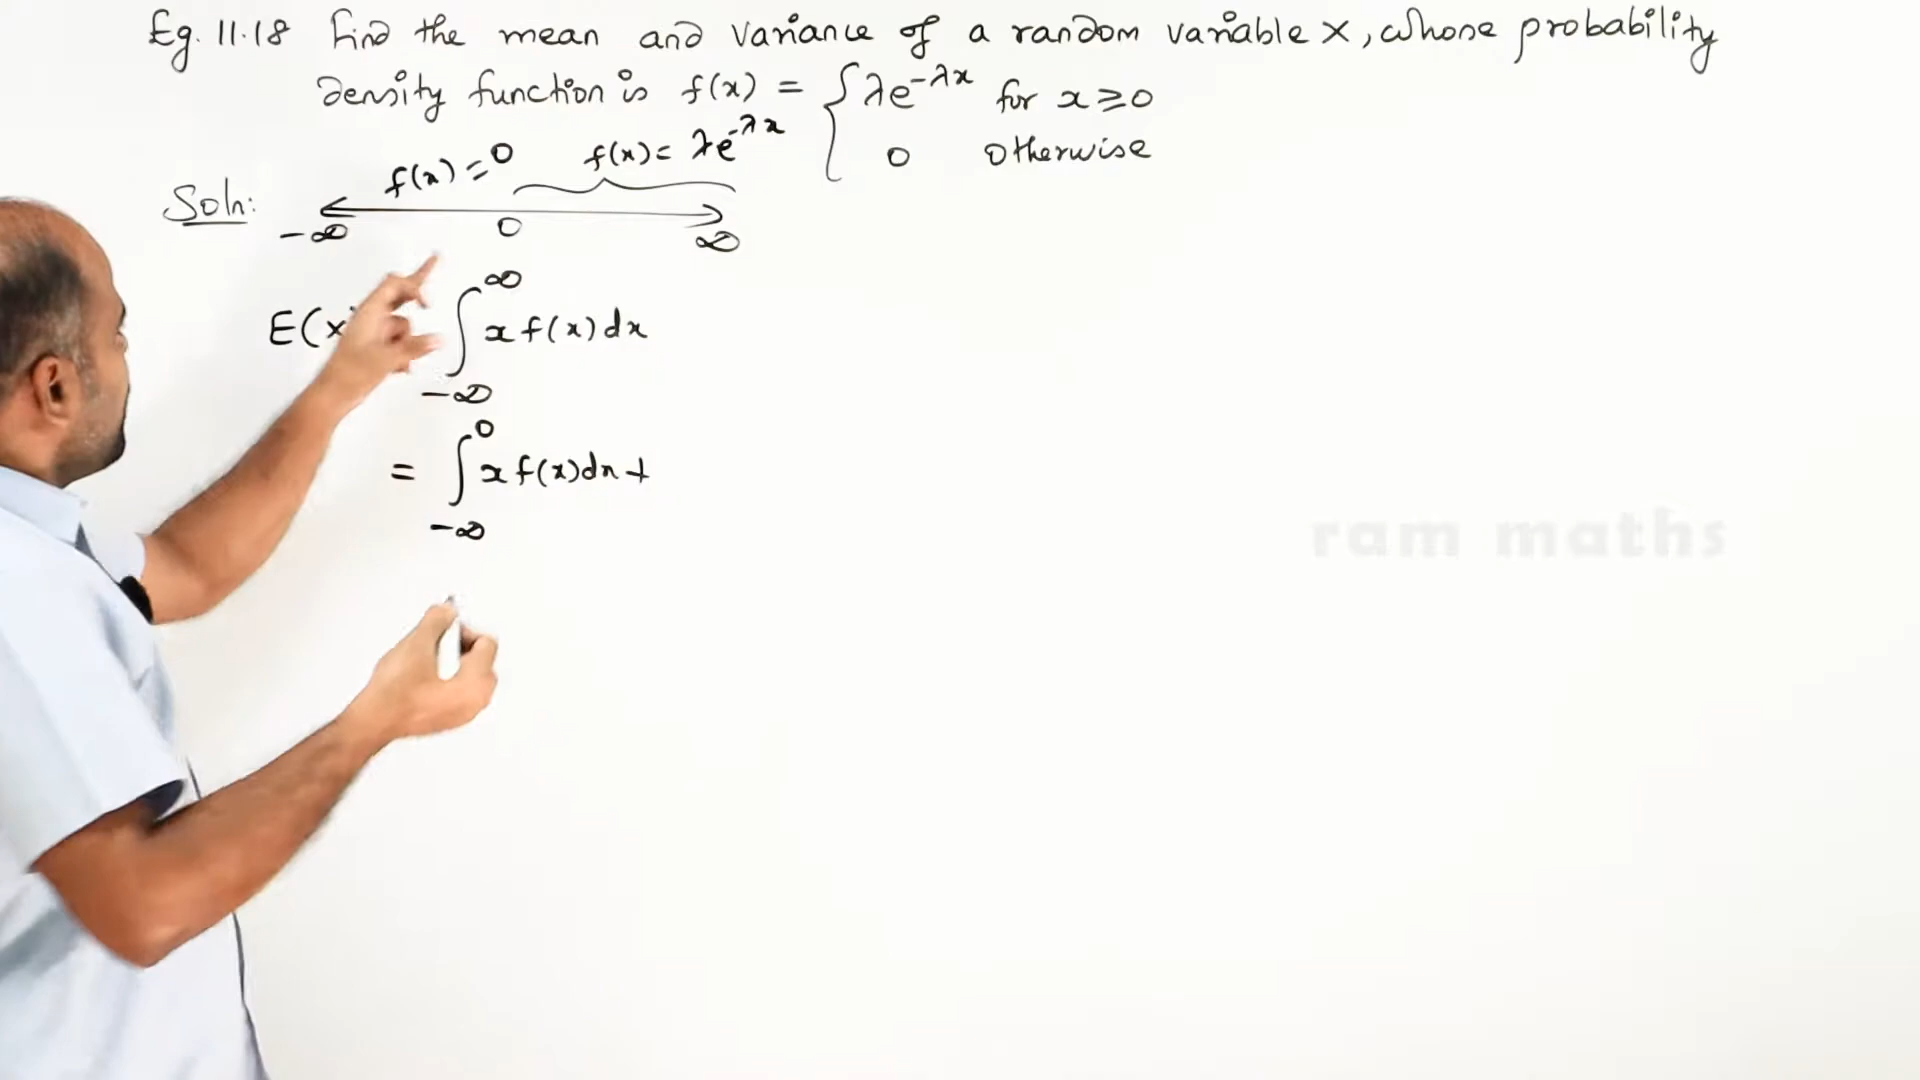 Eg. 11.18 Find the mean and variance of a random variable X, whose probability
density function is f(x) = { λe^{-λx} for x ≥ 0
0 otherwise
f(x) = 0 f(x) = λe^{-λx}
Soln:
-∞ 0 ∞
E(x) ∫_{-∞}^{∞} x f(x) dx
= ∫_{-∞}^{0} x f(x) dx +
ram maths